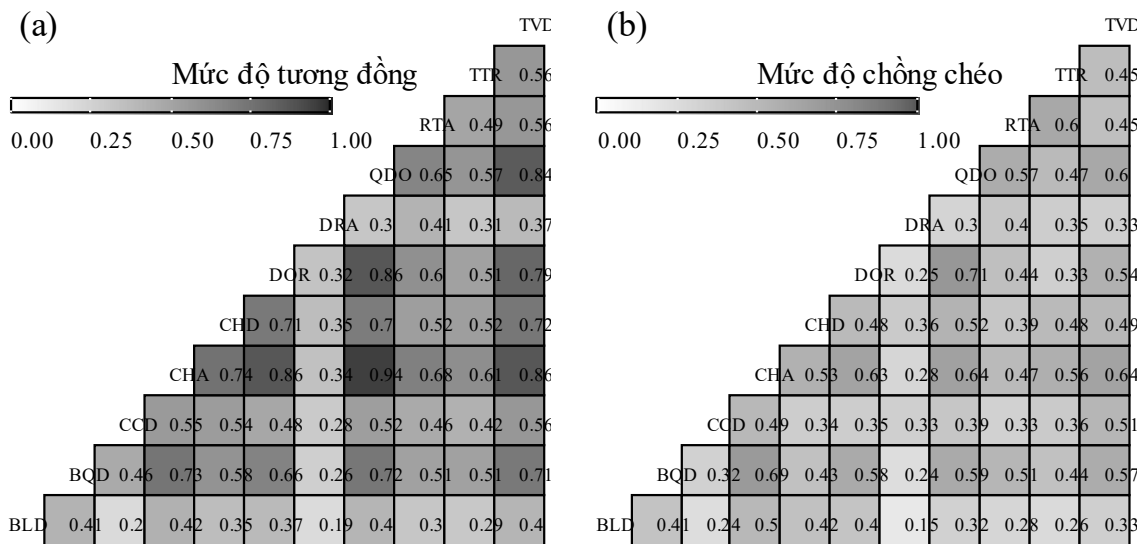 (a)
TVD
Mức độ tương đồng
TTR 0.56
0.00 0.25 0.50 0.75 1.00
RTA 0.49 0.56
QDO 0.65 0.57 0.84
DRA 0.3 0.41 0.31 0.37
DOR 0.32 0.86 0.6 0.51 0.79
CHD 0.71 0.35 0.7 0.52 0.52 0.72
CHA 0.74 0.86 0.34 0.94 0.68 0.61 0.86
CCD 0.55 0.54 0.48 0.28 0.52 0.46 0.42 0.56
BQD 0.46 0.73 0.58 0.66 0.26 0.72 0.51 0.51 0.71
BLD 0.41 0.2 0.42 0.35 0.37 0.19 0.4 0.3 0.29 0.4
(b)
TVD
Mức độ chồng chéo
TTR 0.45
0.00 0.25 0.50 0.75 1.00
RTA 0.6 0.45
QDO 0.57 0.47 0.6
DRA 0.3 0.4 0.35 0.33
DOR 0.25 0.71 0.44 0.33 0.54
CHD 0.48 0.36 0.52 0.39 0.48 0.49
CHA 0.53 0.63 0.28 0.64 0.47 0.56 0.64
CCD 0.49 0.34 0.35 0.33 0.39 0.33 0.36 0.51
BQD 0.32 0.69 0.43 0.58 0.24 0.59 0.51 0.44 0.57
BLD 0.41 0.24 0.5 0.42 0.4 0.15 0.32 0.28 0.26 0.33